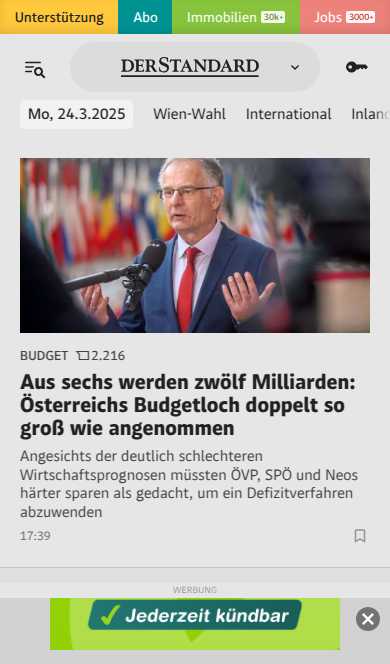 Unterstützung Abo Immobilien 30k+ Jobs 3000+
DERSTANDARD
Mo, 24.3.2025 Wien-Wahl International
BUDGET 2.216
Aus sechs werden zwölf Milliarden:
Österreichs Budgetloch doppelt so
groß wie angenommen
Angesichts der deutlich schlechteren
Wirtschaftsprognosen müssten ÖVP, SPÖ und Neos
härter sparen als gedacht, um ein Defizitverfahren
abzuwenden
17:39
WERBUNG
Jederzeit kündbar